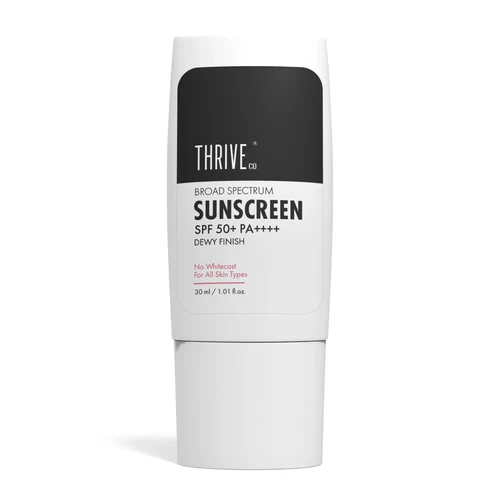 THRIVE®
CO
BROAD SPECTRUM
SUNSCREEN
SPF 50+ PA++++
DEWY FINISH
No Whitecast
For All Skin Types
30 ml / 1.01 fl.oz.